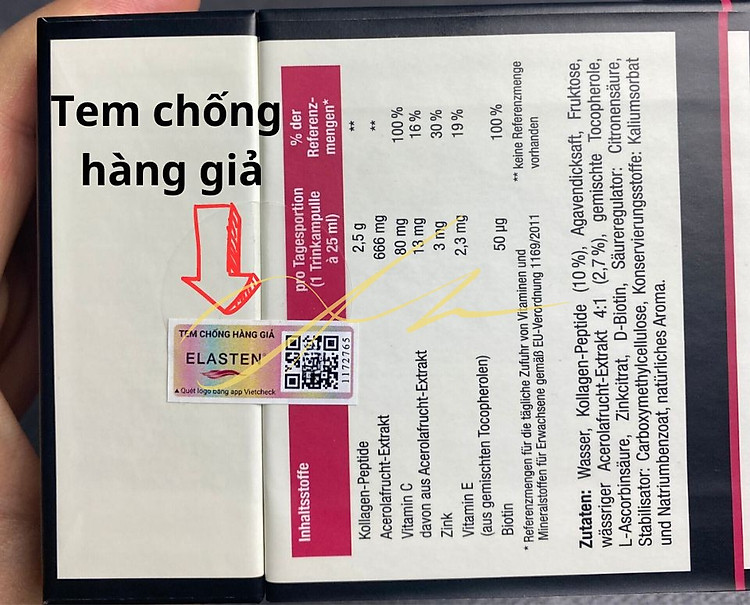 Tem chống
hàng giả
TEM CHỐNG HÀNG GIẢ
ELASTEN®
▲Quét logo bằng app Vietcheck
1172765
Inhaltsstoffe pro Tagesportion (1 Trinkampulle à 25 ml) % der Referenz-mengen*
Kollagen-Peptide 2,5 g **
Acerolafrucht-Extrakt 666 mg **
Vitamin C 80 mg 100 %
davon aus Acerolafrucht-Extrakt 13 mg 16 %
Zink 3 mg 30 %
Vitamin E 2,3 mg 19 %
(aus gemischten Tocopherolen)
Biotin 50 µg 100 %
* Referenzmengen für die tägliche Zufuhr von Vitaminen und
Mineralstoffen für Erwachsene gemäß EU-Verordnung 1169/2011
** keine Referenzmenge
vorhanden
Zutaten: Wasser, Kollagen-Peptide (10 %), Agavendicksaft, Fruktose,
wässriger Acerolafrucht-Extrakt 4:1 (2,7 %), gemischte Tocopherole,
L-Ascorbinsäure, Zinkcitrat, D-Biotin, Säureregulator: Citronensäure,
Stabilisator: Carboxymethylcellulose, Konservierungsstoffe: Kaliumsorbat
und Natriumbenzoat, natürliches Aroma.